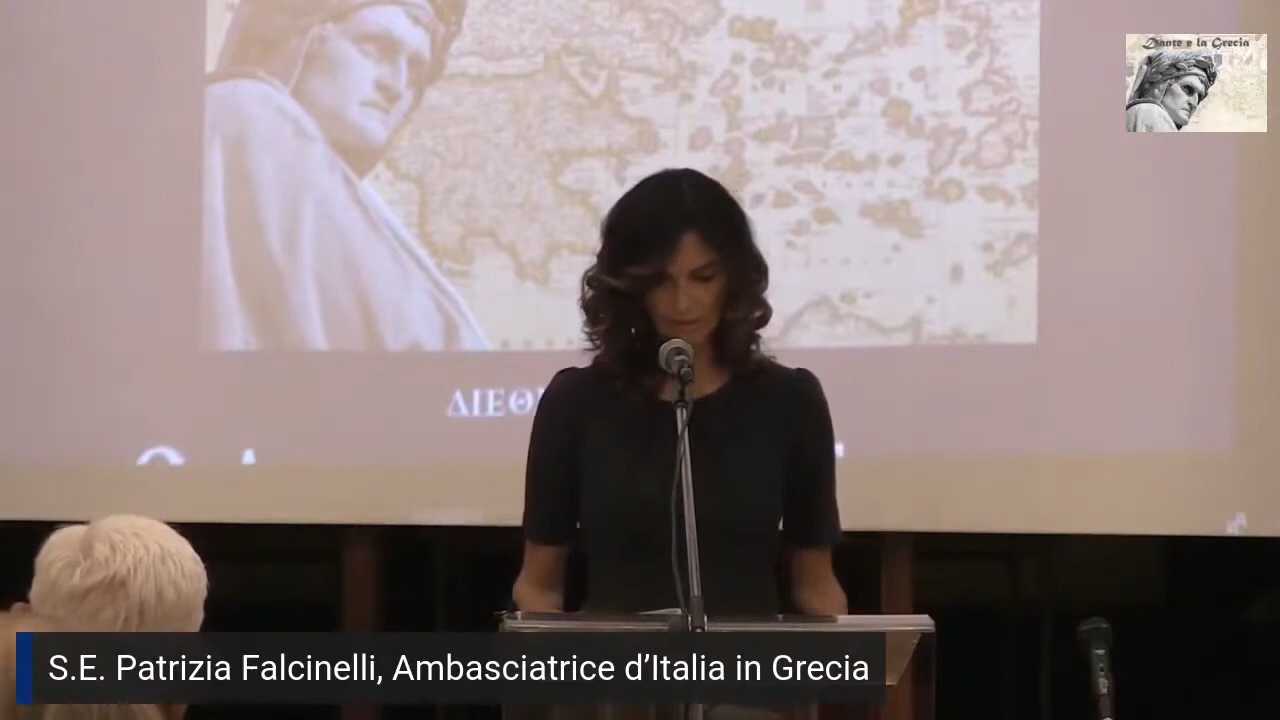 Dante e la Grecia
ΔΙΕΘ
S.E. Patrizia Falcinelli, Ambasciatrice d’Italia in Grecia